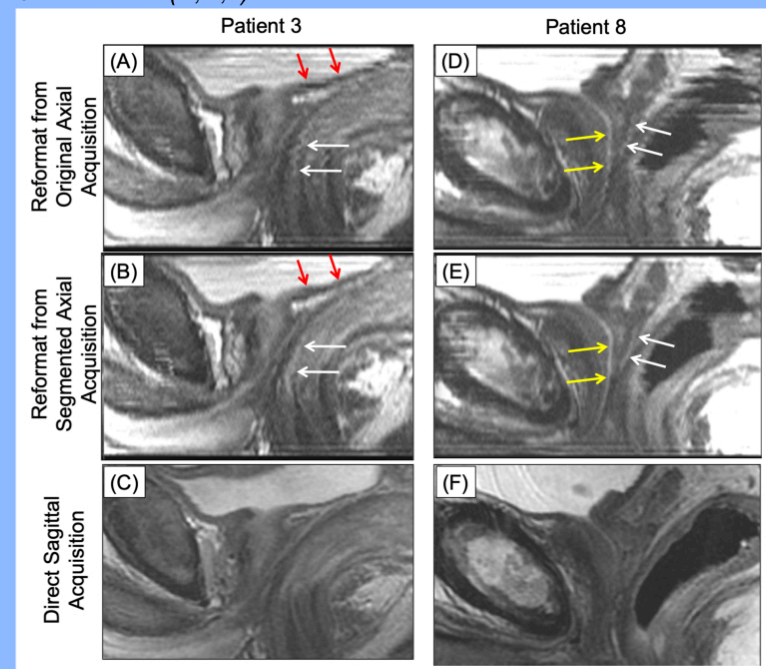 Patient 3
Patient 8
Reformat from
Original Axial
Acquisition
(A)
(D)
Reformat from
Segmented Axial
Acquisition
(B)
(E)
Direct Sagittal
Acquisition
(C)
(F)